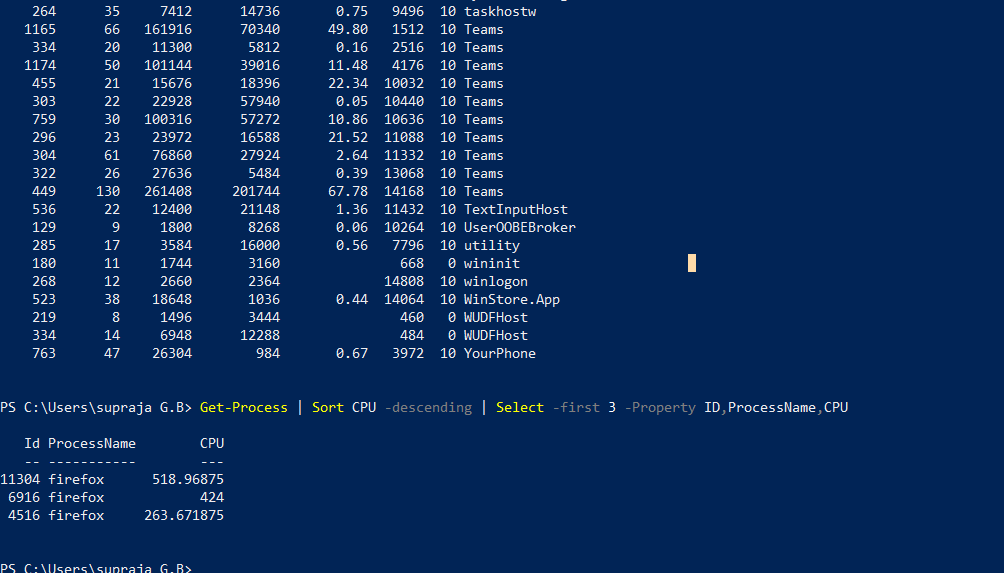 264 35 7412 14736 0.75 9496 10 taskhostw
1165 66 161916 70340 49.80 1512 10 Teams
334 20 11300 5812 0.16 2516 10 Teams
1174 50 101144 39016 11.48 4176 10 Teams
455 21 15676 18396 22.34 10032 10 Teams
303 22 22928 57940 0.05 10440 10 Teams
759 30 100316 57272 10.86 10636 10 Teams
296 23 23972 16588 21.52 11088 10 Teams
304 61 76860 27924 2.64 11332 10 Teams
322 26 27636 5484 0.39 13068 10 Teams
449 130 261408 201744 67.78 14168 10 Teams
536 22 12400 21148 1.36 11432 10 TextInputHost
129 9 1800 8268 0.06 10264 10 UserOOBEBroker
285 17 3584 16000 0.56 7796 10 utility
180 11 1744 3160 668 0 wininit
268 12 2660 2364 14808 10 winlogon
523 38 18648 1036 0.44 14064 10 WinStore.App
219 8 1496 3444 460 0 WUDFHost
334 14 6948 12288 484 0 WUDFHost
763 47 26304 984 0.67 3972 10 YourPhone
PS C:\Users\supraja G.B> Get-Process | Sort CPU -descending | Select -first 3 -Property ID,ProcessName,CPU
Id ProcessName CPU
-- ----------- ---
11304 firefox 518.96875
6916 firefox 424
4516 firefox 263.671875
PS C:\Users\supraja G.B>